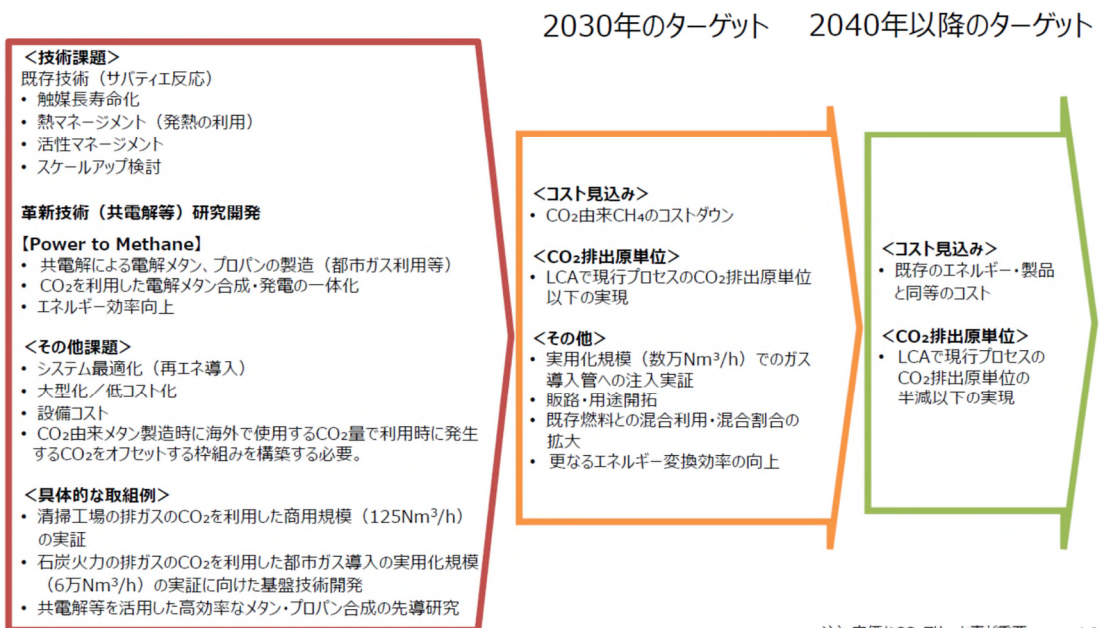 2030年のターゲット
2040年以降のターゲット
＜技術課題＞
既存技術（サバティエ反応）
• 触媒長寿命化
• 熱マネージメント（発熱の利用）
• 活性マネージメント
• スケールアップ検討
革新技術（共電解等）研究開発
【Power to Methane】
• 共電解による電解メタン、プロパンの製造（都市ガス利用等）
• CO₂を利用した電解メタン合成・発電の一体化
• エネルギー効率向上
＜その他課題＞
• システム最適化（再エネ導入）
• 大型化／低コスト化
• 設備コスト
• CO₂由来メタン製造時に海外で使用するCO₂量で利用時に発生
するCO₂をオフセットする枠組みを構築する必要。
＜具体的な取組例＞
• 清掃工場の排ガスのCO₂を利用した商用規模（125Nm³/h）
の実証
• 石炭火力の排ガスのCO₂を利用した都市ガス導入の実用化規模
（6万Nm³/h）の実証に向けた基盤技術開発
• 共電解等を活用した高効率なメタン・プロパン合成の先導研究
＜コスト見込み＞
• CO₂由来CH₄のコストダウン
＜CO₂排出原単位＞
• LCAで現行プロセスのCO₂排出原単位
以下の実現
＜その他＞
• 実用化規模（数万Nm³/h）でのガス
導入管への注入実証
• 販路・用途開拓
• 既存燃料との混合利用・混合割合の
拡大
• 更なるエネルギー変換効率の向上
＜コスト見込み＞
• 既存のエネルギー・製品
と同等のコスト
＜CO₂排出原単位＞
• LCAで現行プロセスの
CO₂排出原単位の
半減以下の実現